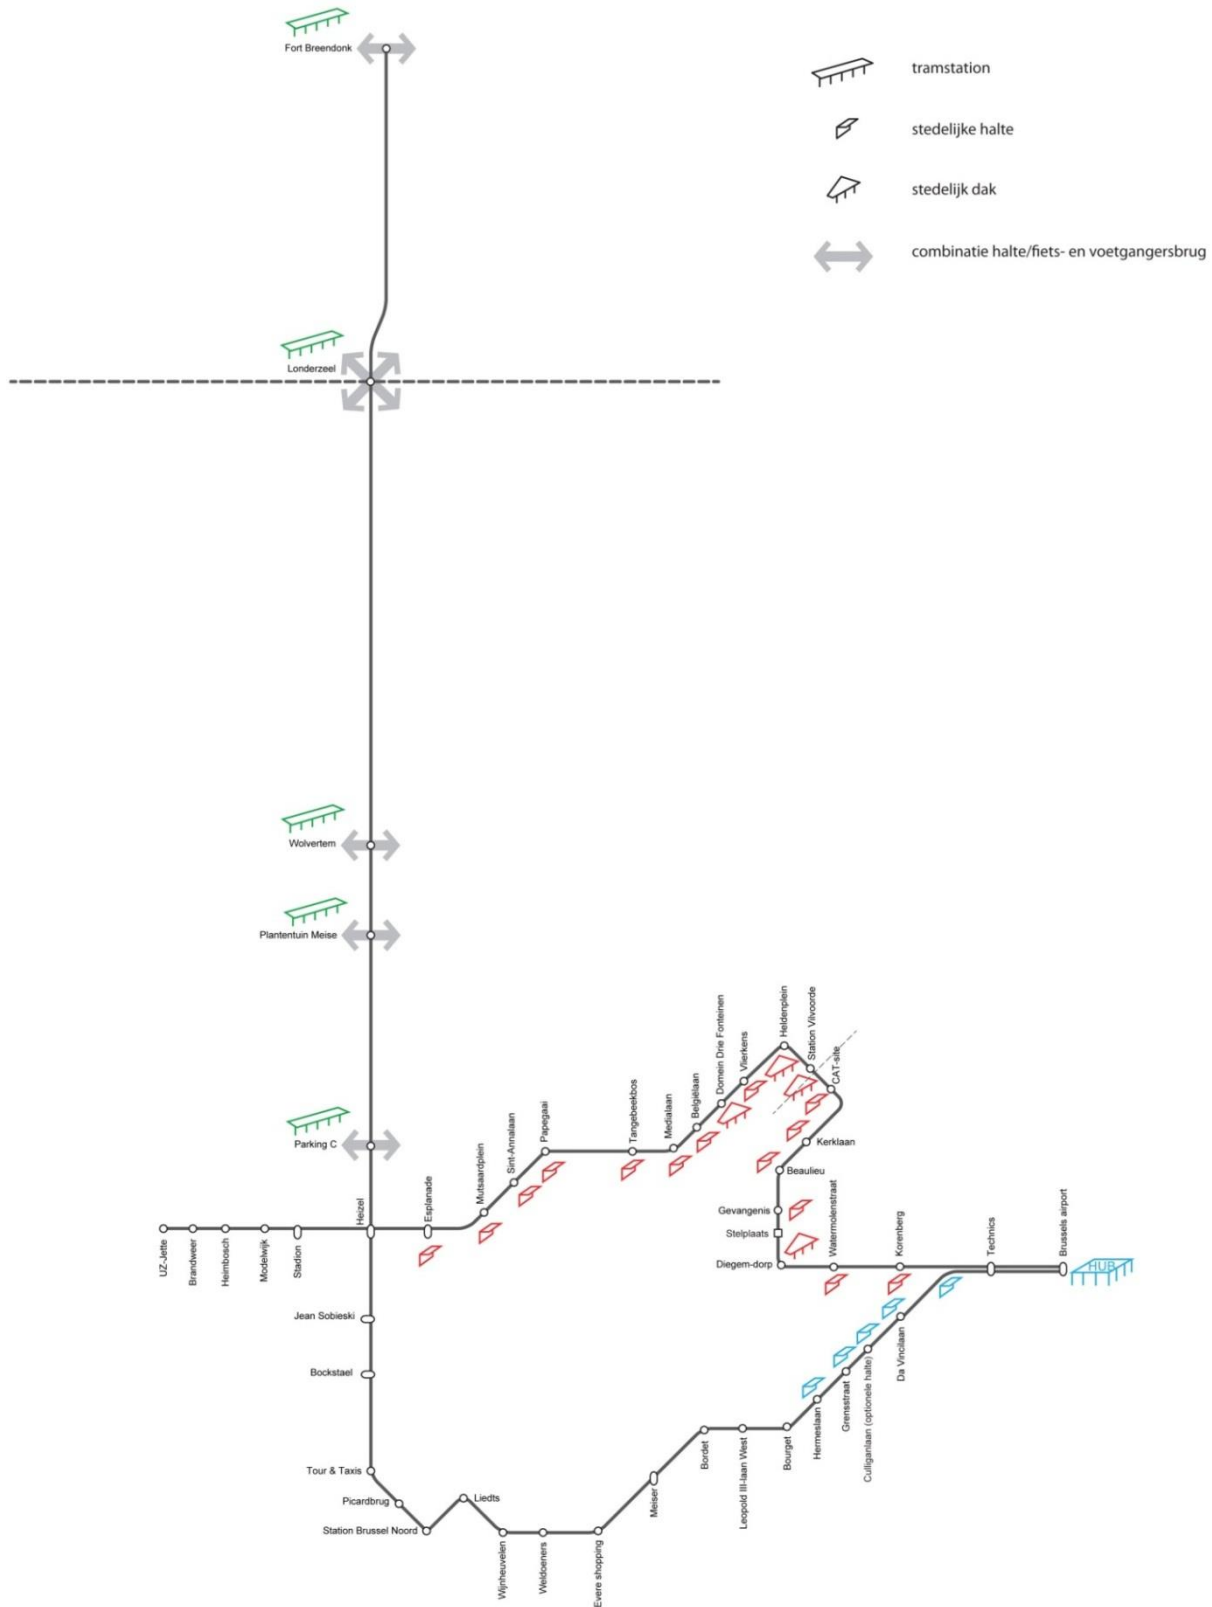 Fort Breendonk
tramstation
stedelijke halte
stedelijk dak
combinatie halte/fiets- en voetgangersbrug
Londerzeel
Wolvertem
Plantentuin Meise
Parking C
UZ-Jette
Brandweer
Heimbosch
Modelwijk
Stadion
Heizel
Esplanade
Mutsaardplein
Sint-Annalaan
Papegaai
Tangebeekbos
Medialaan
Belgiëlaan
Domein Drie Fonteinen
Vlierkens
Heldenplein
Station Vilvoorde
CAT-site
Kerklaan
Beaulieu
Gevangenis
Stelplaats
Diegem-dorp
Watermolenstraat
Korenberg
Technics
Brussels airport
HUB
Jean Sobieski
Bockstael
Tour & Taxis
Picardbrug
Station Brussel Noord
Liedts
Wijnheuvelen
Weldoeners
Evere shopping
Meiser
Bordet
Leopold III-laan West
Bourget
Hermeslaan
Grensstraat
Culliganlaan (optionele halte)
Da Vincilaan